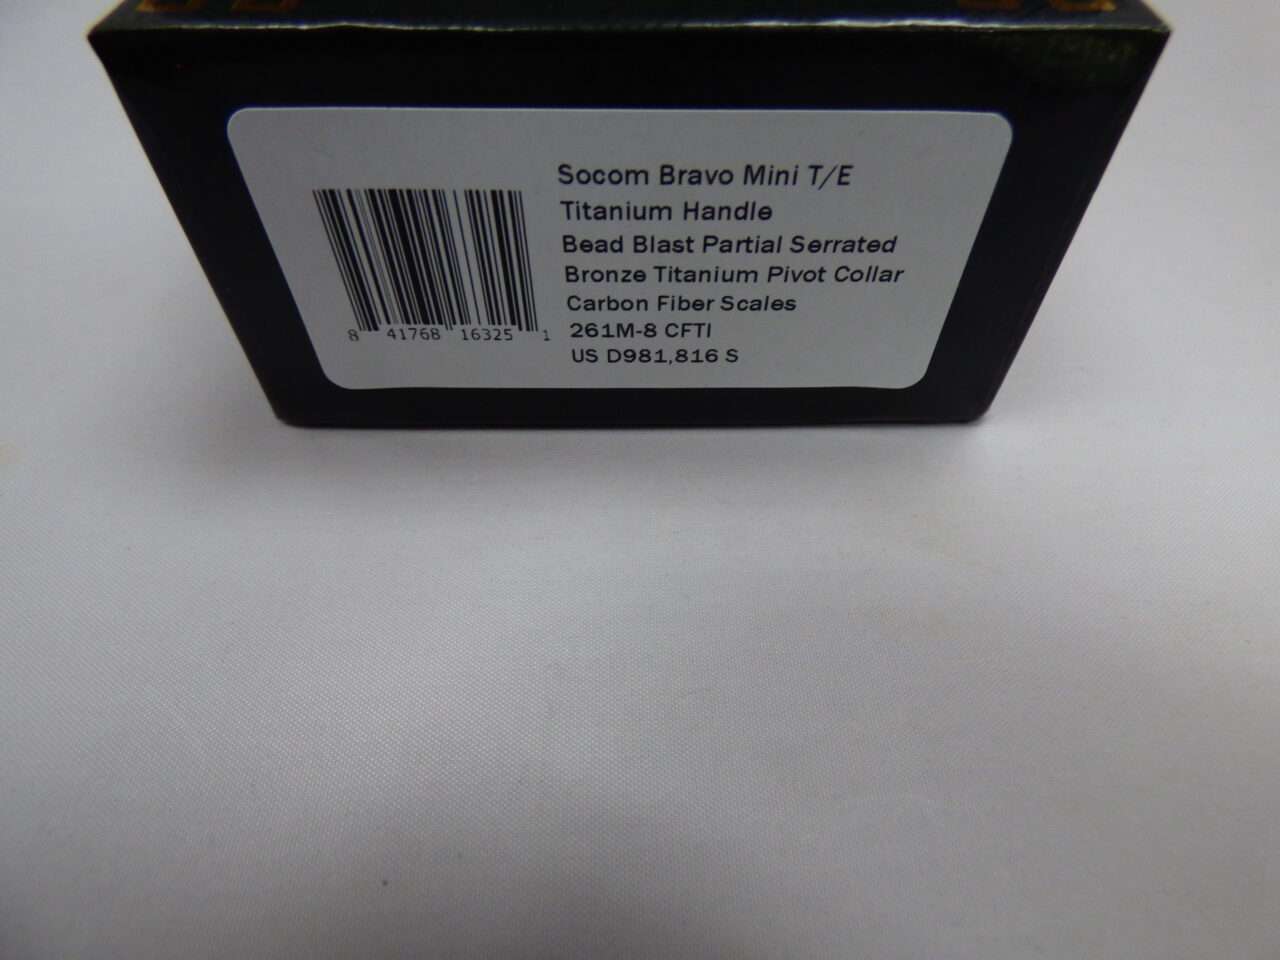 Socom Bravo Mini T/E
Titanium Handle
Bead Blast Partial Serrated
Bronze Titanium Pivot Collar
Carbon Fiber Scales
261M-8 CFTI
US D981,816 S
8 41768 16325 1